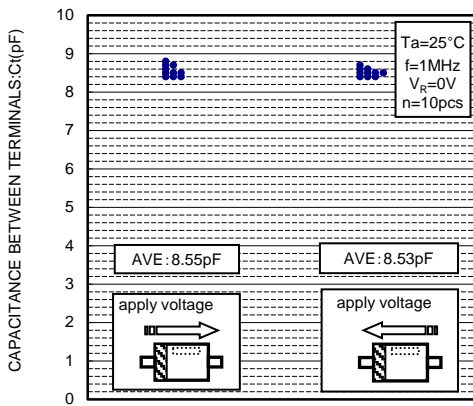 CAPACITANCE BETWEEN TERMINALS:Ct(pF)
10
9
8
7
6
5
4
3
2
1
0
Ta=25°C
f=1MHz
VR=0V
n=10pcs
AVE:8.55pF
AVE:8.53pF
apply voltage
apply voltage